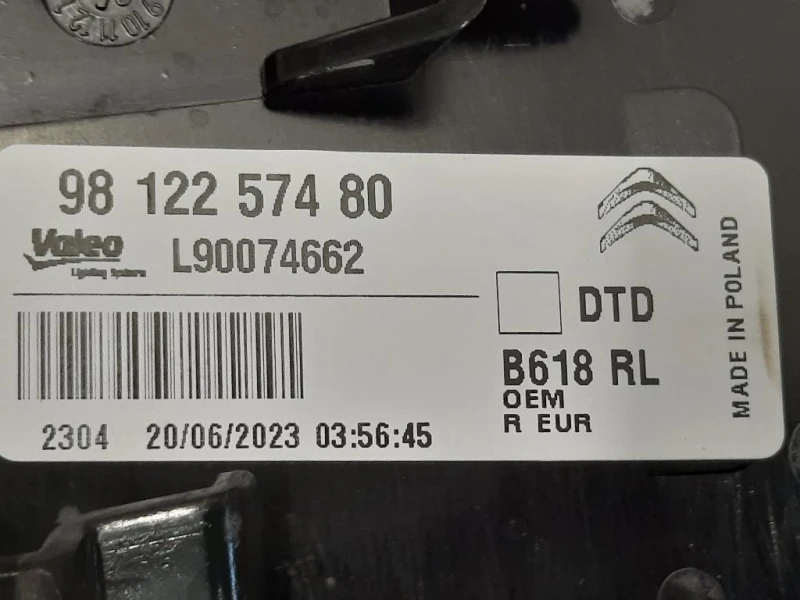 98 122 574 80
Valeo
Lighting Systems
L90074662
DTD
B618 RL
OEM
R EUR
2304 20/06/2023 03:56:45
MADE IN POLAND